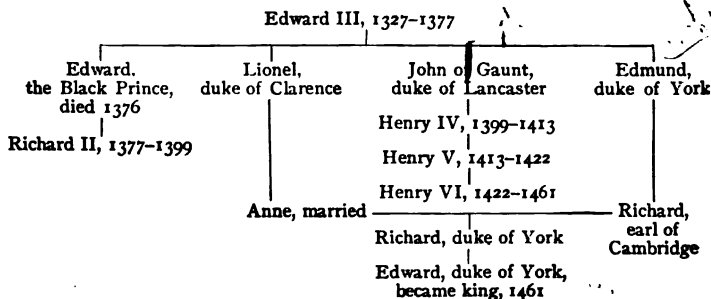 Edward III, 1327–1377
Edward.
the Black Prince,
died 1376
Richard II, 1377–1399
Lionel,
duke of Clarence
John of Gaunt,
duke of Lancaster
Henry IV, 1399–1413
Henry V, 1413–1422
Henry VI, 1422–1461
Edmund,
duke of York
Anne, married
Richard,
earl of
Cambridge
Richard, duke of York
Edward, duke of York,
became king, 1461